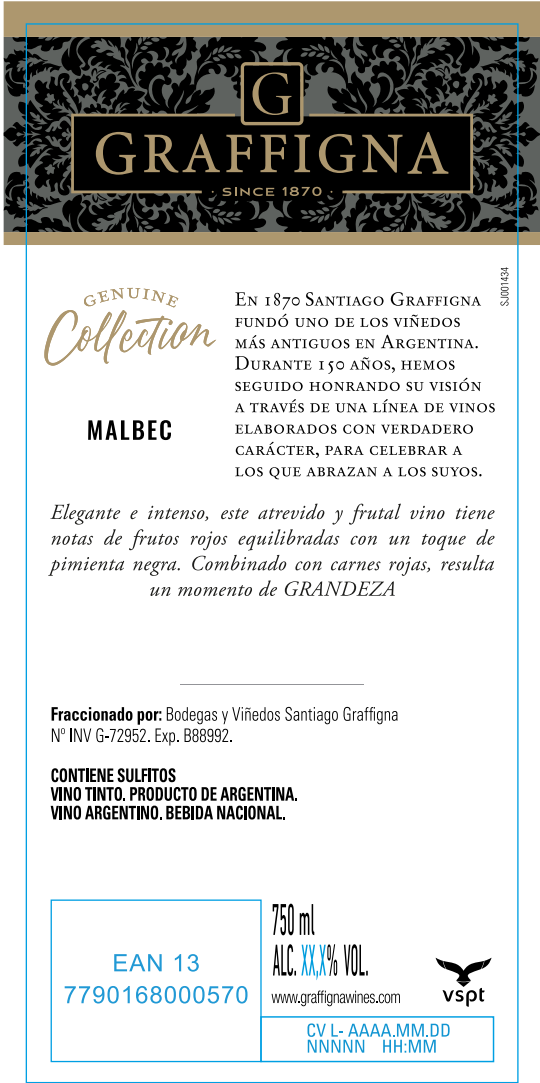 G
GRAFFIGNA
· SINCE 1870 ·
SJ001434
GENUINE
Collection
MALBEC
EN 1870 SANTIAGO GRAFFIGNA
FUNDÓ UNO DE LOS VIÑEDOS
MÁS ANTIGUOS EN ARGENTINA.
DURANTE 150 AÑOS, HEMOS
SEGUIDO HONRANDO SU VISIÓN
A TRAVÉS DE UNA LÍNEA DE VINOS
ELABORADOS CON VERDADERO
CARÁCTER, PARA CELEBRAR A
LOS QUE ABRAZAN A LOS SUYOS.
Elegante e intenso, este atrevido y frutal vino tiene
notas de frutos rojos equilibradas con un toque de
pimienta negra. Combinado con carnes rojas, resulta
un momento de GRANDEZA
Fraccionado por: Bodegas y Viñedos Santiago Graffigna
Nº INV G-72952. Exp. B88992.
CONTIENE SULFITOS
VINO TINTO. PRODUCTO DE ARGENTINA.
VINO ARGENTINO. BEBIDA NACIONAL.
EAN 13
7790168000570
750 ml
ALC. XX,X% VOL.
www.graffignawines.com
vspt
CV L- AAAA.MM.DD
NNNNN HH:MM